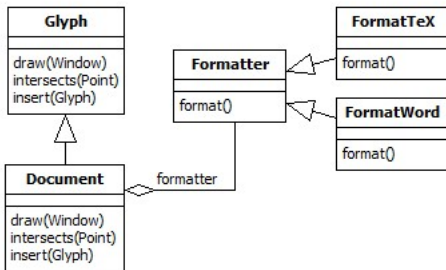 Glyph
draw(Window)
intersects(Point)
insert(Glyph)
Formatter
format()
FormatTeX
format()
FormatWord
format()
Document
draw(Window)
intersects(Point)
insert(Glyph)
formatter